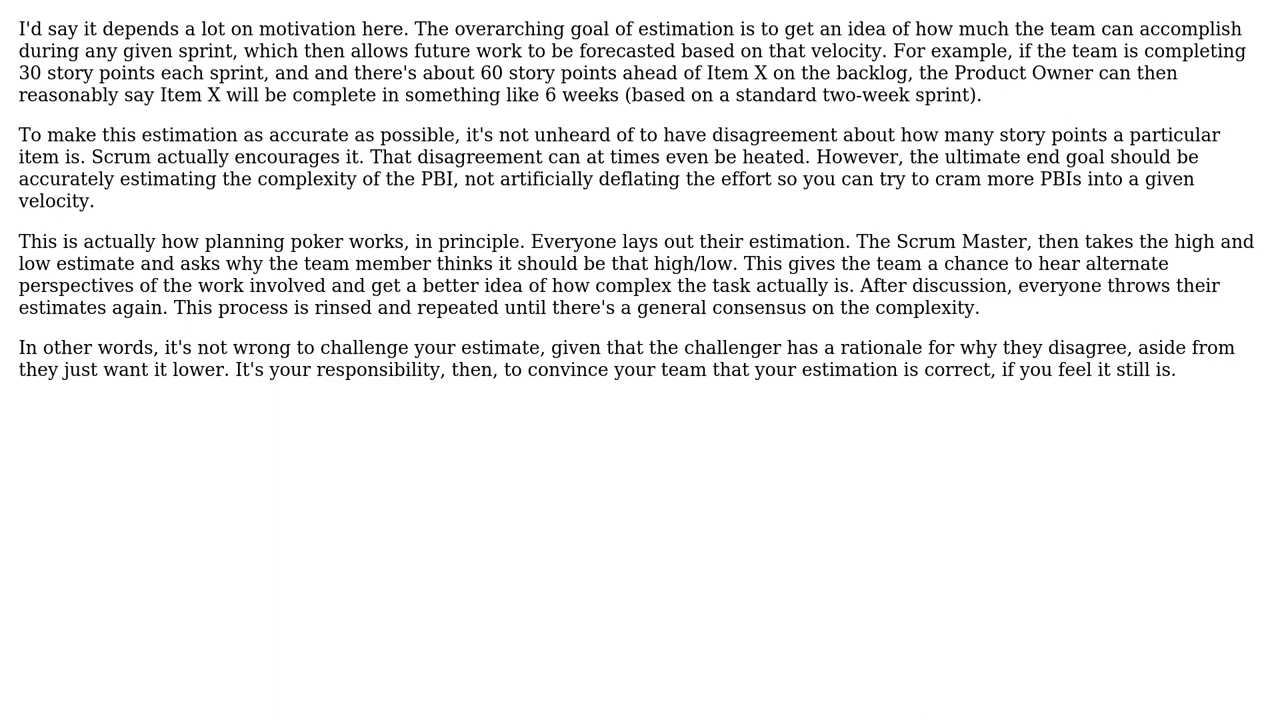 I'd say it depends a lot on motivation here. The overarching goal of estimation is to get an idea of how much the team can accomplish
during any given sprint, which then allows future work to be forecasted based on that velocity. For example, if the team is completing
30 story points each sprint, and and there's about 60 story points ahead of Item X on the backlog, the Product Owner can then
reasonably say Item X will be complete in something like 6 weeks (based on a standard two-week sprint).
To make this estimation as accurate as possible, it's not unheard of to have disagreement about how many story points a particular
item is. Scrum actually encourages it. That disagreement can at times even be heated. However, the ultimate end goal should be
accurately estimating the complexity of the PBI, not artificially deflating the effort so you can try to cram more PBIs into a given
velocity.
This is actually how planning poker works, in principle. Everyone lays out their estimation. The Scrum Master, then takes the high and
low estimate and asks why the team member thinks it should be that high/low. This gives the team a chance to hear alternate
perspectives of the work involved and get a better idea of how complex the task actually is. After discussion, everyone throws their
estimates again. This process is rinsed and repeated until there's a general consensus on the complexity.
In other words, it's not wrong to challenge your estimate, given that the challenger has a rationale for why they disagree, aside from
they just want it lower. It's your responsibility, then, to convince your team that your estimation is correct, if you feel it still is.